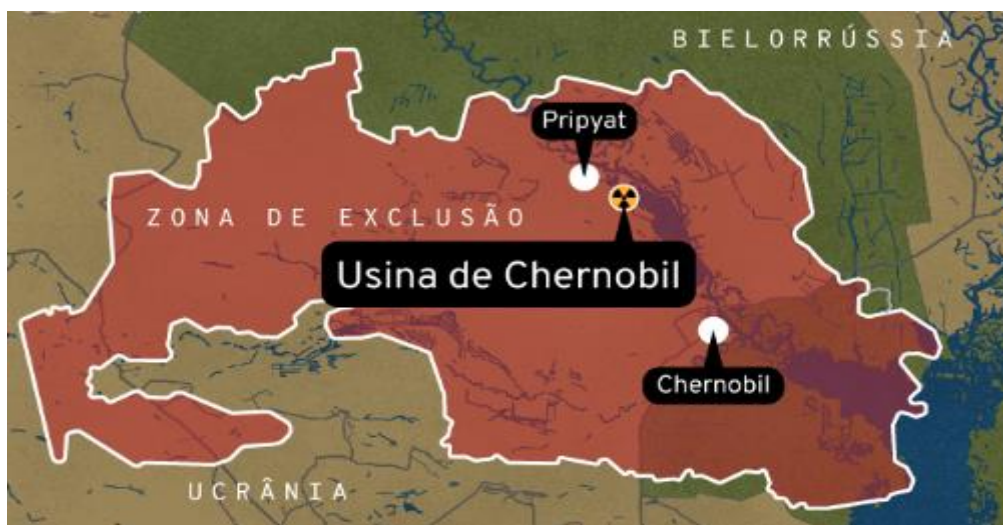 BIELORRÚSSIA
Pripyat
ZONA DE EXCLUSÃO
Usina de Chernobil
Chernobil
UCRÂNIA